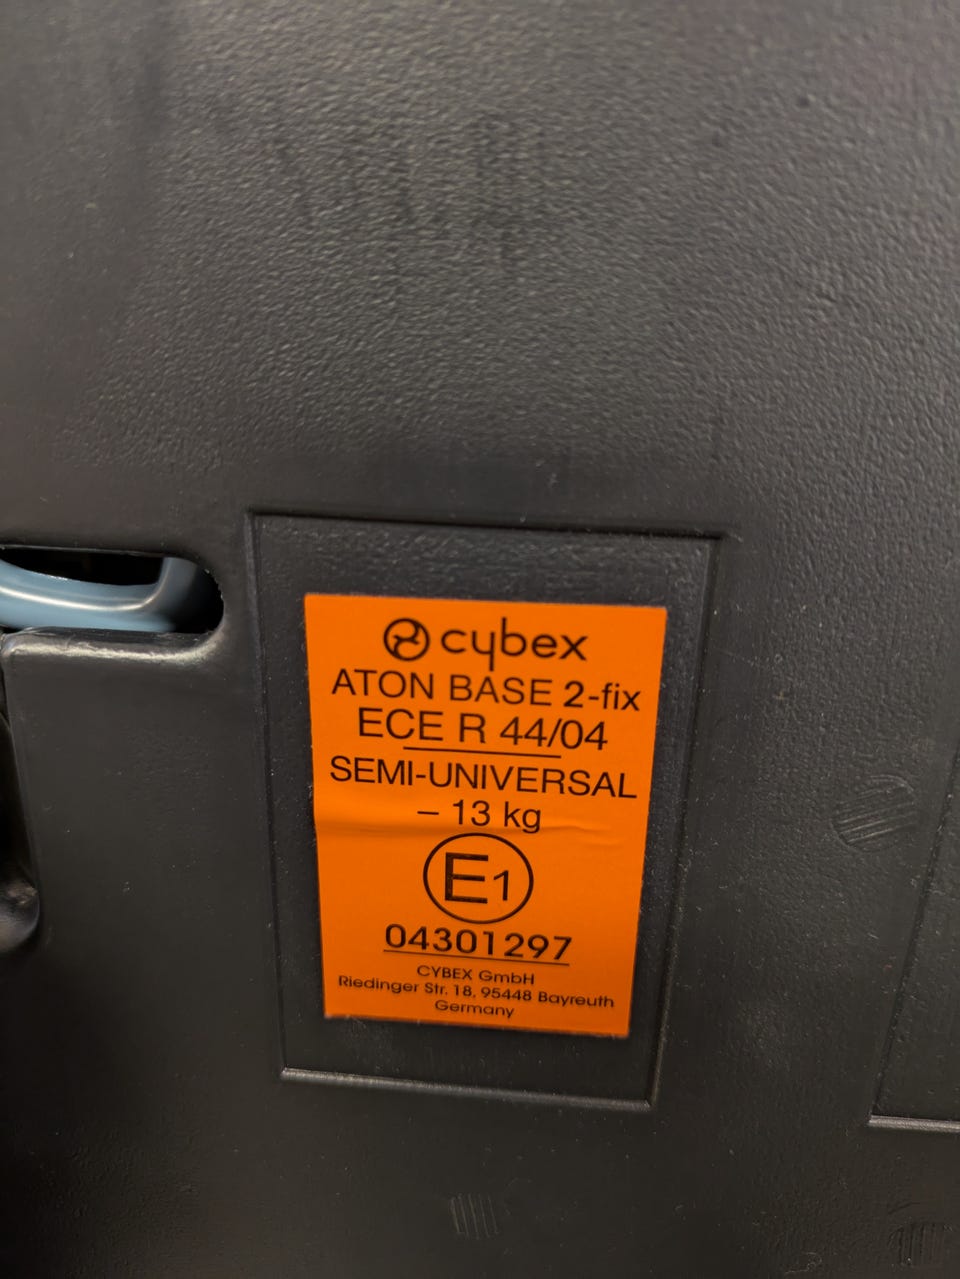 cybex
ATON BASE 2-fix
ECE R 44/04
SEMI-UNIVERSAL
– 13 kg
E1
04301297
CYBEX GmbH
Riedinger Str. 18, 95448 Bayreuth
Germany